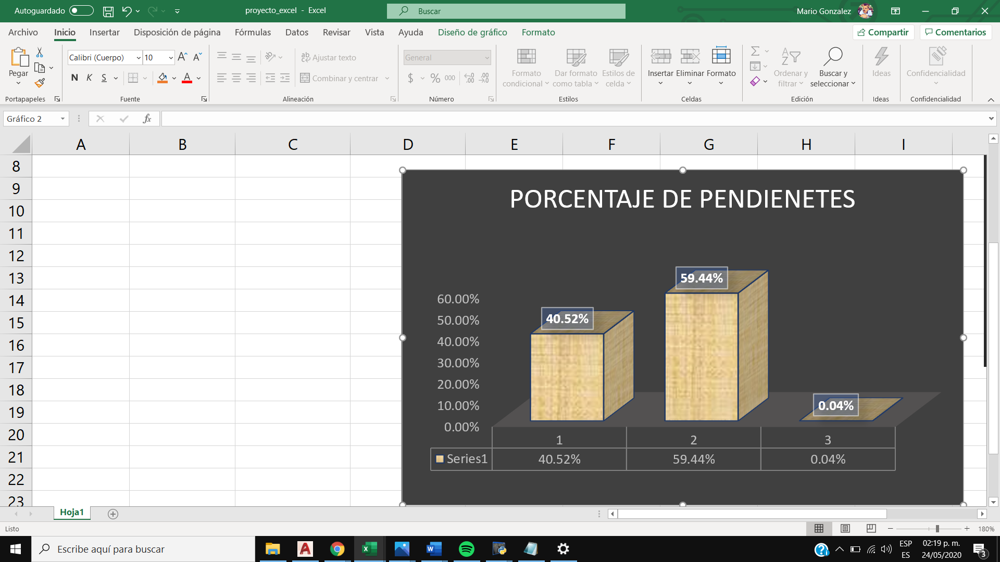 Autoguardado
proyecto_excel - Excel
Buscar
Mario Gonzalez
Archivo Inicio Insertar Disposición de página Fórmulas Datos Revisar Vista Ayuda Diseño de gráfico Formato
Compartir Comentarios
Pegar
Portapapeles
Calibri (Cuerpo) 10
N K S
Fuente
Ajustar texto
Combinar y centrar
Alineación
General
$ % 000
Número
Formato
condicional
Dar formato
como tabla
Estilos de
celda
Estilos
Insertar Eliminar Formato
Celdas
Ordenar y
filtrar
Buscar y
seleccionar
Edición
Ideas
Ideas
Confidencialidad
Confidencialidad
Gráfico 2
fx
A B C D E F G H I
8
9
10
11
12
13
14
15
16
17
18
19
20
21
22
23
PORCENTAJE DE PENDIENETES
60.00%
50.00%
40.00%
30.00%
20.00%
10.00%
0.00%
40.52%
59.44%
0.04%
1 2 3
Series1 40.52% 59.44% 0.04%
Hoja1
Listo
180%
Escribe aquí para buscar
ESP
ES
02:19 p. m.
24/05/2020
3